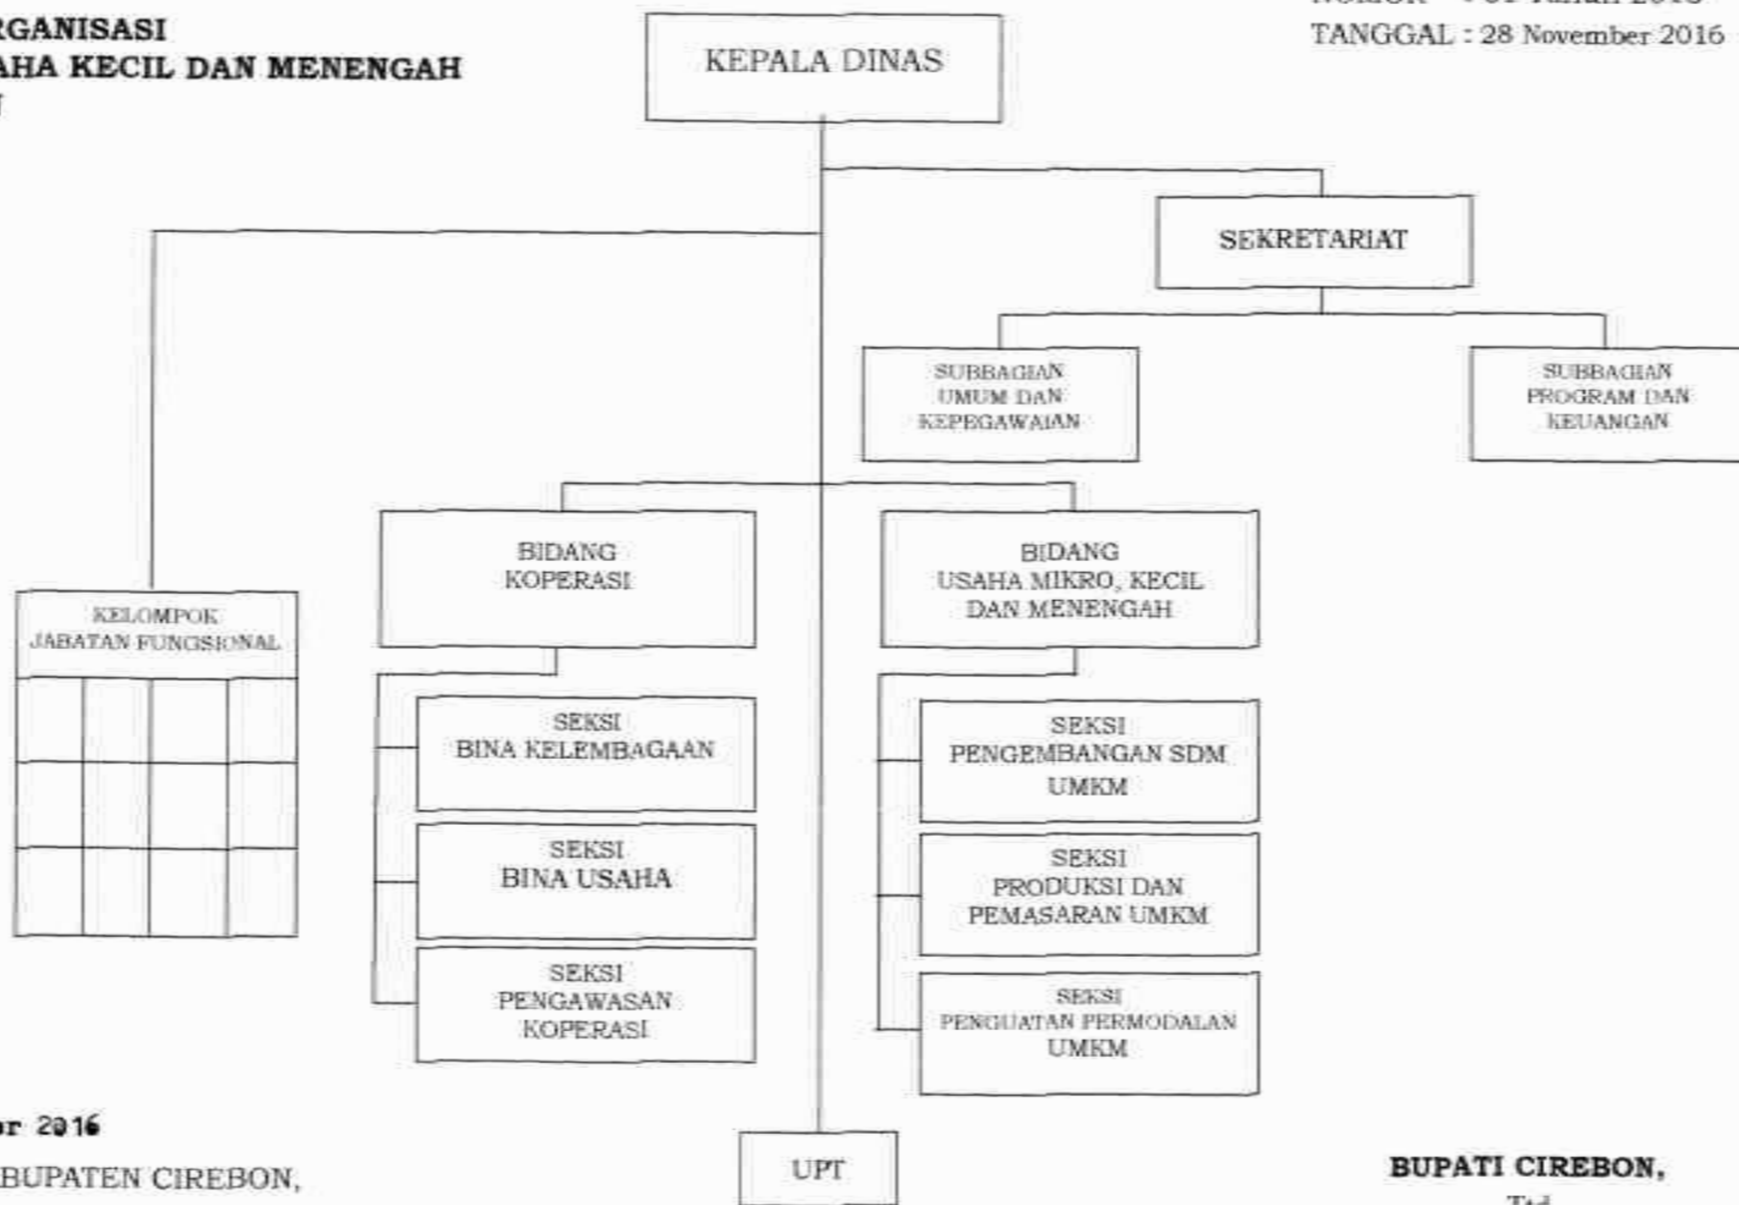 RGANISASI
AHA KECIL DAN MENENGAH
TANGGAL : 28 November 2016
KEPALA DINAS
SEKRETARIAT
SUBBAGIAN
UMUM DAN
KEPEGAWAIAN
SUBBAGIAN
PROGRAM DAN
KEUANGAN
BIDANG
KOPERASI
BIDANG
USAHA MIKRO, KECIL
DAN MENENGAH
KELOMPOK
JABATAN FUNGSIONAL
SEKSI
BINA KELEMBAGAAN
SEKSI
BINA USAHA
SEKSI
PENGAWASAN
KOPERASI
SEKSI
PENGEMBANGAN SDM
UMKM
SEKSI
PRODUKSI DAN
PEMASARAN UMKM
SEKSI
PENGUATAN PERMODALAN
UMKM
UPT
r 2016
BUPATEN CIREBON,
BUPATI CIREBON,